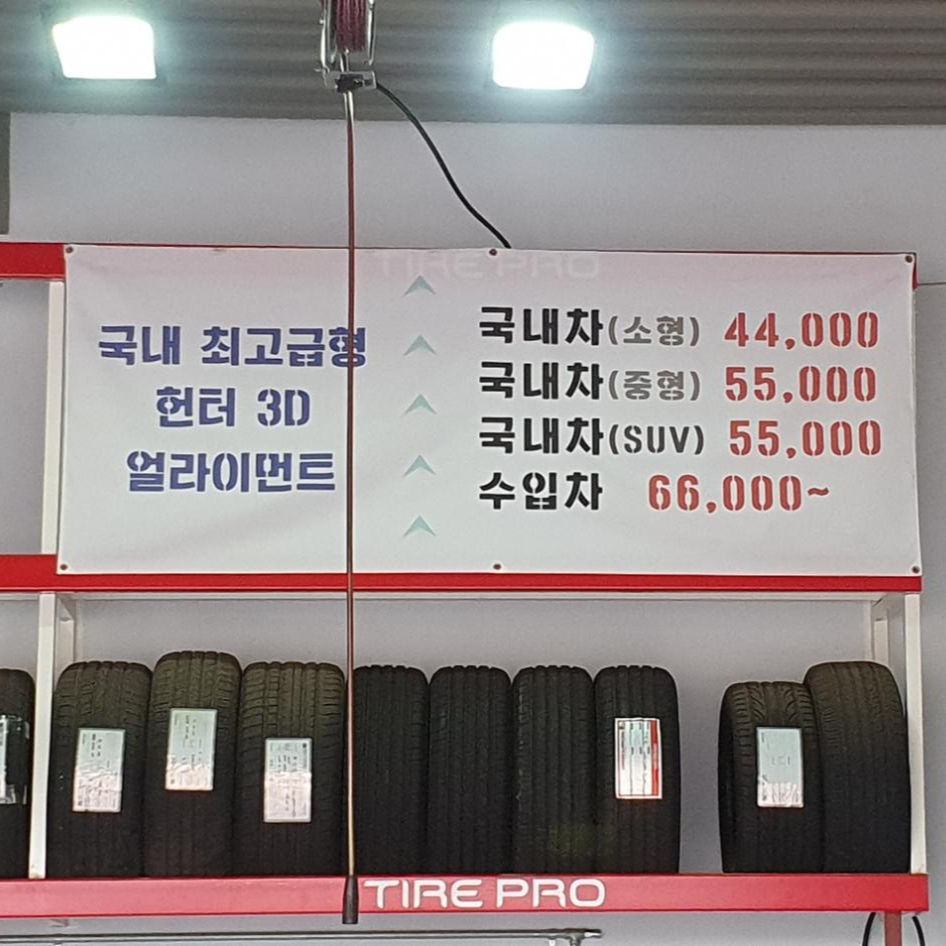 TIRE PRO
국내 최고급형
헌터 3D
얼라이먼트
국내차(소형) 44,000
국내차(중형) 55,000
국내차(SUV) 55,000
수입차 66,000~
TIRE PRO